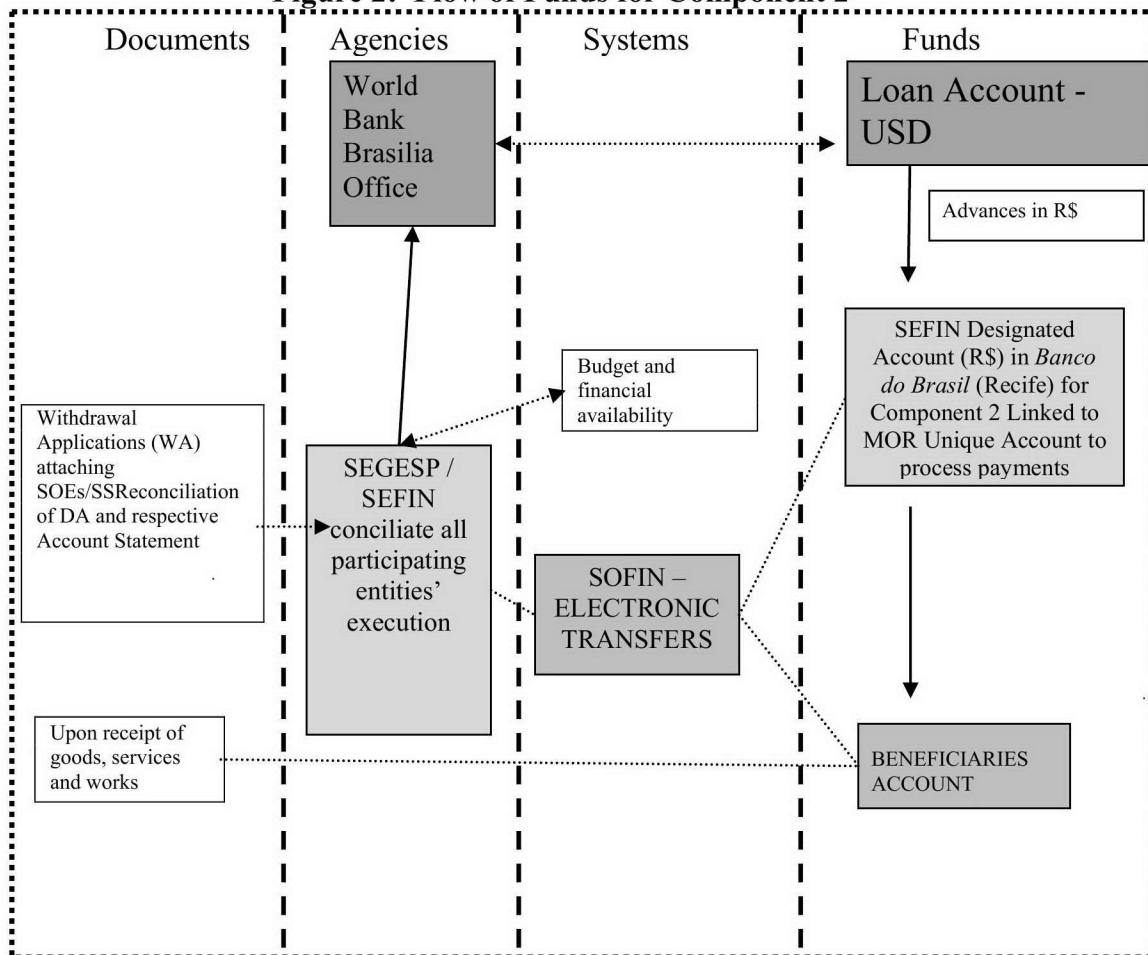 Figure 2: Flow of Funds for Component 2
Documents
Agencies
Systems
Funds
World
Bank
Brasilia
Office
Loan Account -
USD
Advances in R$
SEFIN Designated
Account (R$) in Banco
do Brasil (Recife) for
Component 2 Linked to
MOR Unique Account to
process payments
Budget and
financial
availability
Withdrawal
Applications (WA)
attaching
SOEs/SSReconciliation
of DA and respective
Account Statement
.
SEGESP /
SEFIN
conciliate all
participating
entities’
execution
SOFIN –
ELECTRONIC
TRANSFERS
Upon receipt of
goods, services
and works
BENEFICIARIES
ACCOUNT